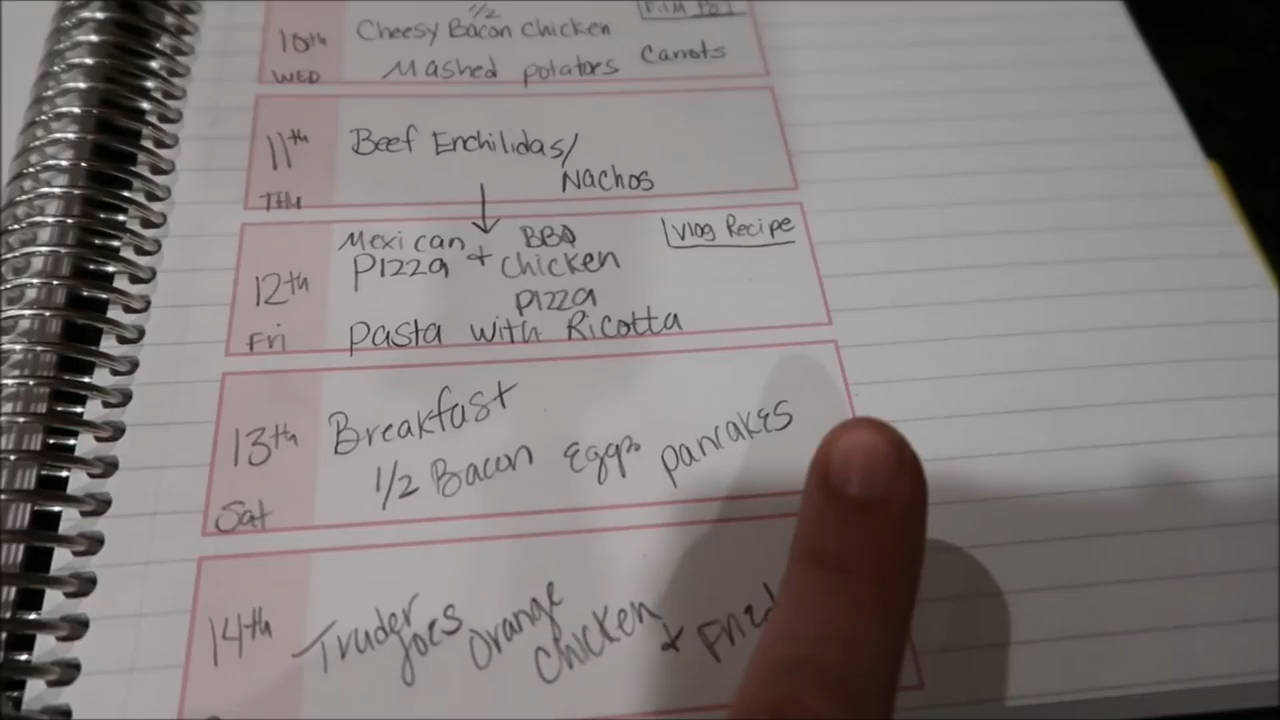 1/2
10th Cheesy Bacon Chicken
WED Mashed potatoes Carrots
11th Beef Enchilidas/
Nachos
THU
Mexican BBQ Vlog Recipe
12th Pizza + Chicken
Pizza
Fri Pasta with Ricotta
13th Breakfast
1/2 Bacon Eggs pancakes
Sat
14th Trader Joes Orange Chicken +